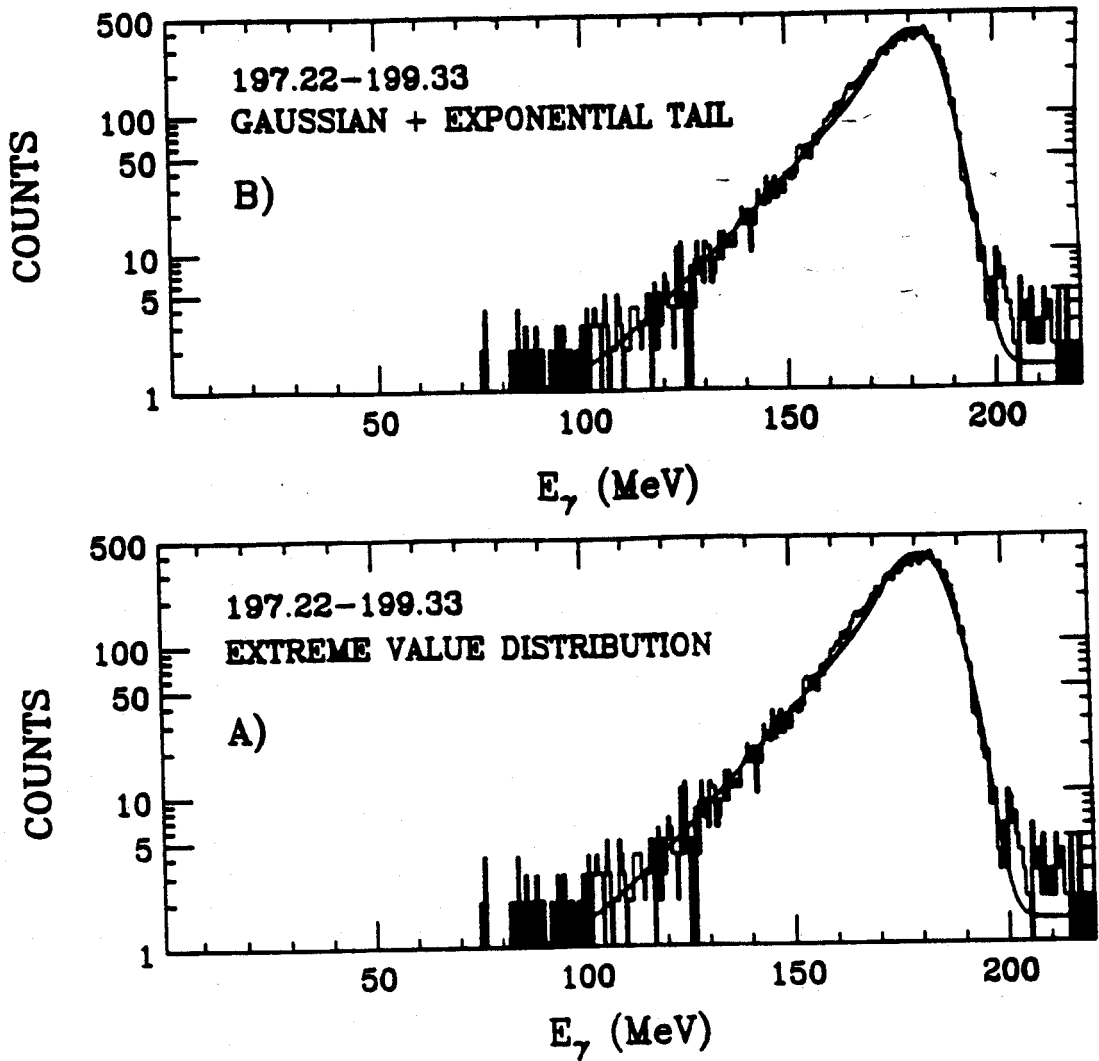 500
100
50
10
5
1
COUNTS
197.22-199.33
GAUSSIAN + EXPONENTIAL TAIL
B)
50 100 150 200
Eγ (MeV)
500
100
50
10
5
1
COUNTS
197.22-199.33
EXTREME VALUE DISTRIBUTION
A)
50 100 150 200
Eγ (MeV)